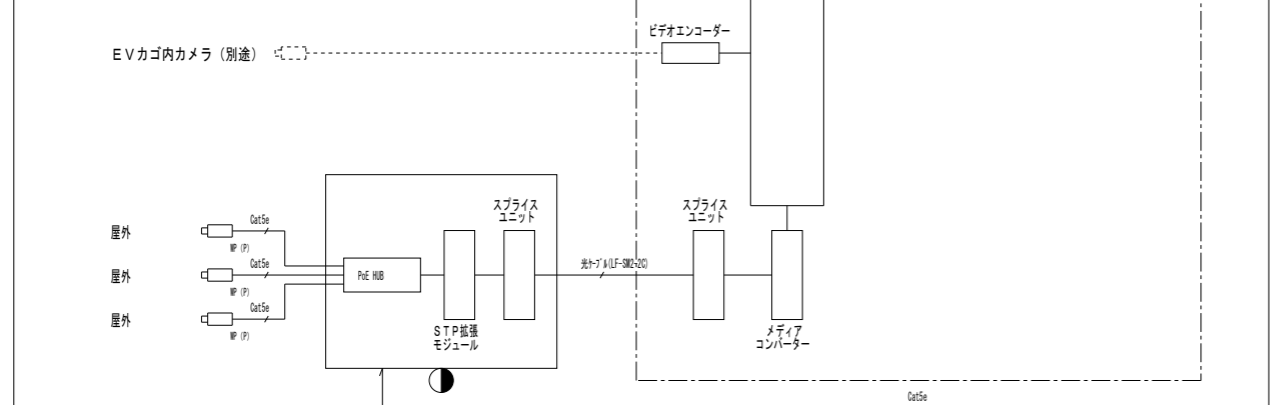 ビデオエンコーダー
EVカゴ内カメラ（別途）
スプライス
ユニット
スプライス
ユニット
屋外
Cat5e
WP (P)
光ケーブル(LF-SM2-2C)
屋外
Cat5e
WP (P)
PoE HUB
屋外
Cat5e
WP (P)
STP拡張
モジュール
メディア
コンバーター
Cat5e